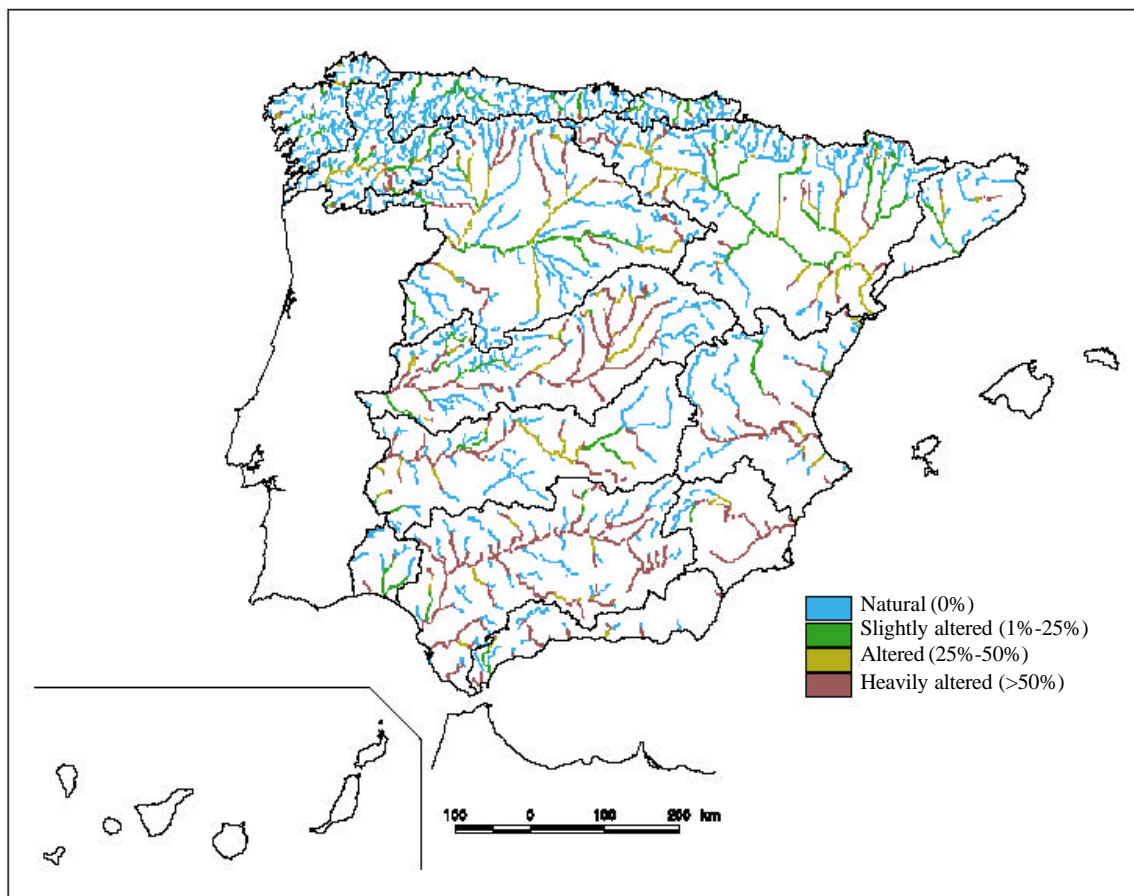 Natural (0%)
Slightly altered (1%-25%)
Altered (25%-50%)
Heavily altered (>50%)
100 0 100 200 km